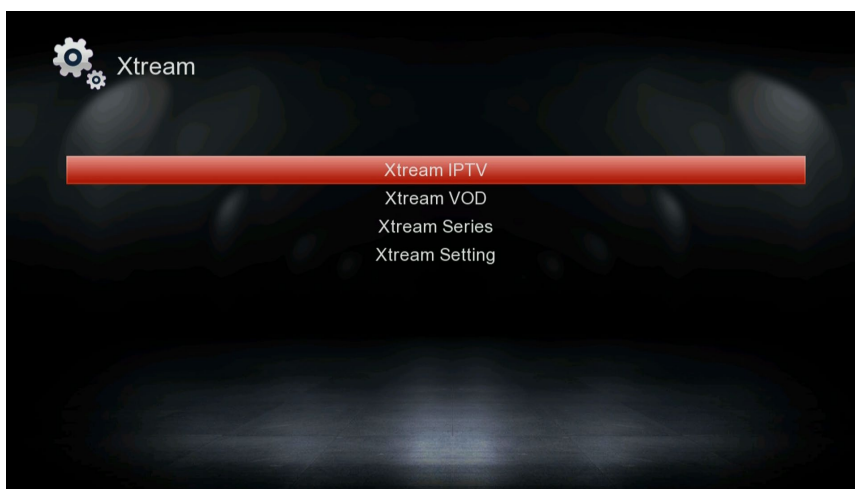 Xtream
Xtream IPTV
Xtream VOD
Xtream Series
Xtream Setting